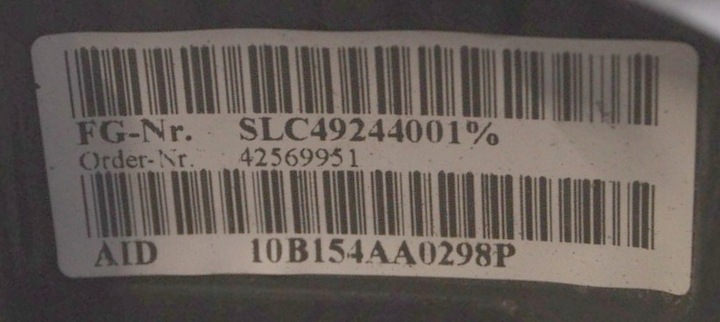 FG-Nr. SLC49244001%
Order-Nr. 42569951
AID 10B154AA0298P